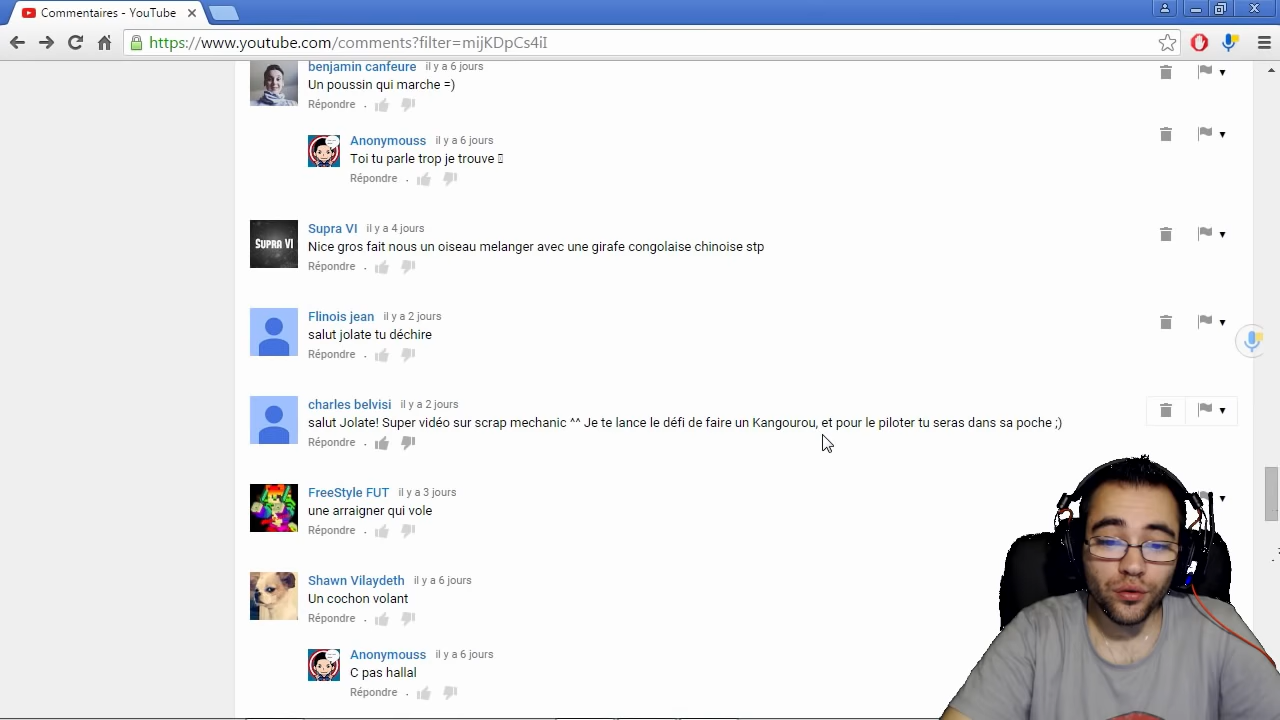 Commentaires - YouTube
https://www.youtube.com/comments?filter=mijKDpCs4iI
benjamin canfeure il y a 6 jours
Un poussin qui marche =)
Répondre .
Anonymouss il y a 6 jours
Toi tu parle trop je trouve
Répondre .
SUPRA VI
Supra VI il y a 4 jours
Nice gros fait nous un oiseau melanger avec une girafe congolaise chinoise stp
Répondre .
Flinois jean il y a 2 jours
salut jolate tu déchire
Répondre .
charles belvisi il y a 2 jours
salut Jolate! Super vidéo sur scrap mechanic ^^ Je te lance le défi de faire un Kangourou, et pour le piloter tu seras dans sa poche ;)
Répondre .
FreeStyle FUT il y a 3 jours
une arraigner qui vole
Répondre .
Shawn Vilaydeth il y a 6 jours
Un cochon volant
Répondre .
Anonymouss il y a 6 jours
C pas hallal
Répondre .